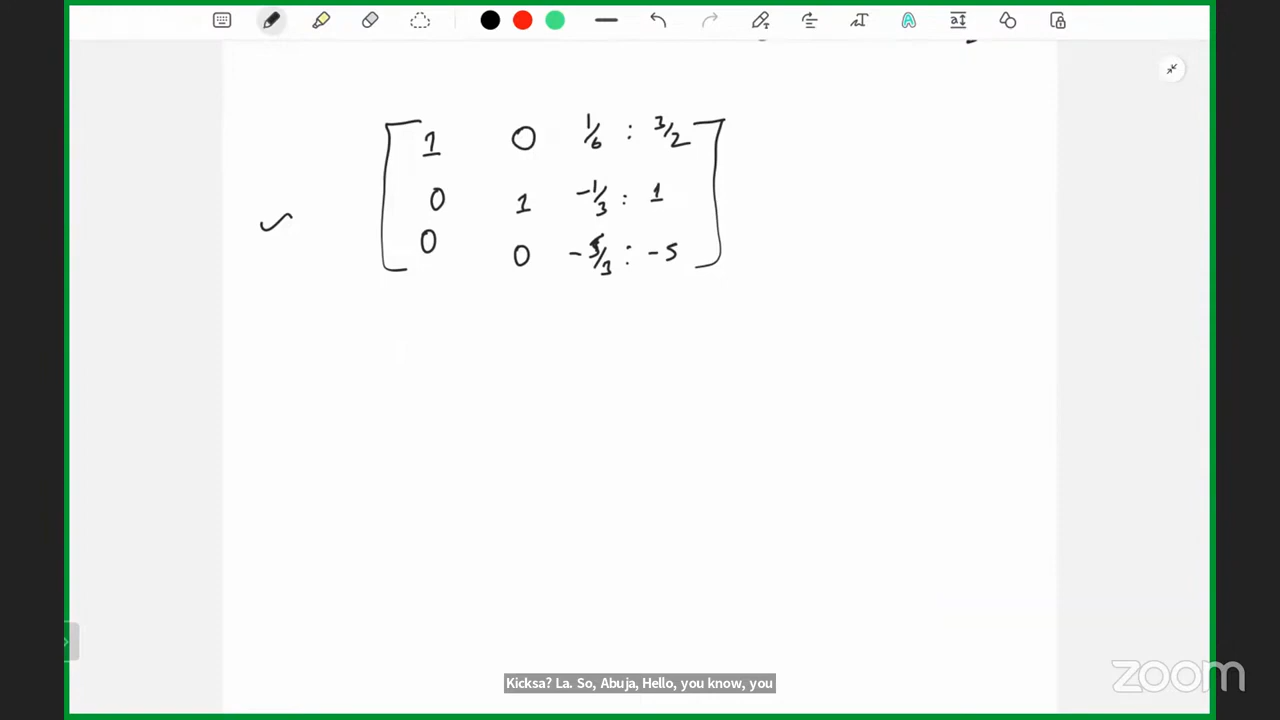 1 0 1/6 : 3/2
0 1 -1/3 : 1
~
0 0 -5/3 : -5
zoom
Kicksa? La. So, Abuja, Hello, you know, you